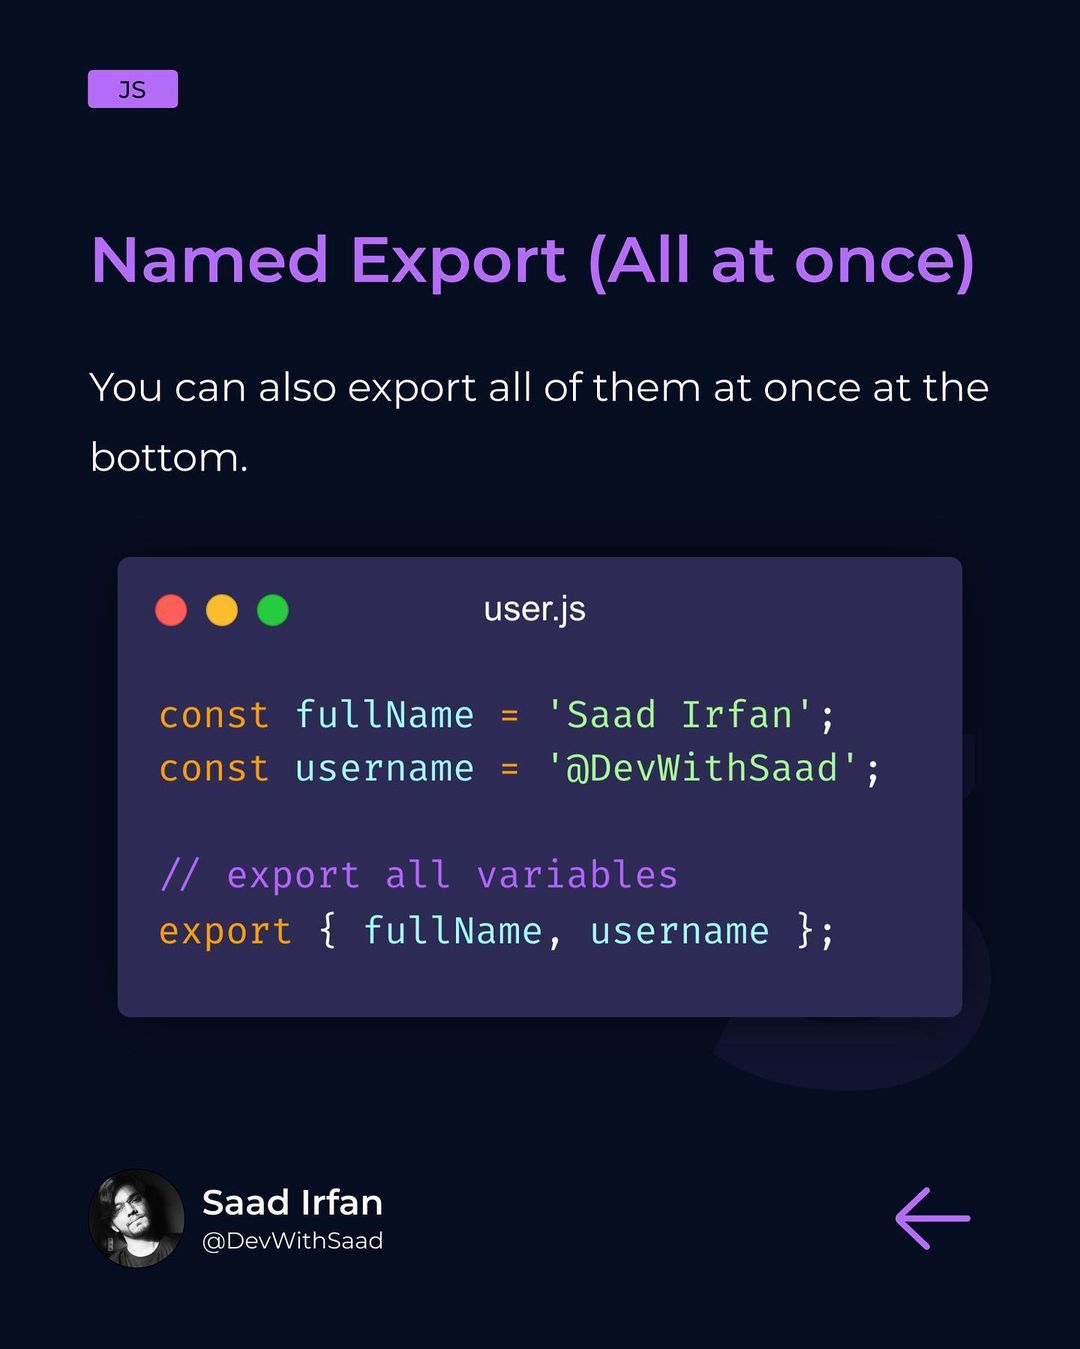 JS
Named Export (All at once)
You can also export all of them at once at the
bottom.
user.js
const fullName = 'Saad Irfan';
const username = '@DevWithSaad';
// export all variables
export { fullName, username };
Saad Irfan
@DevWithSaad